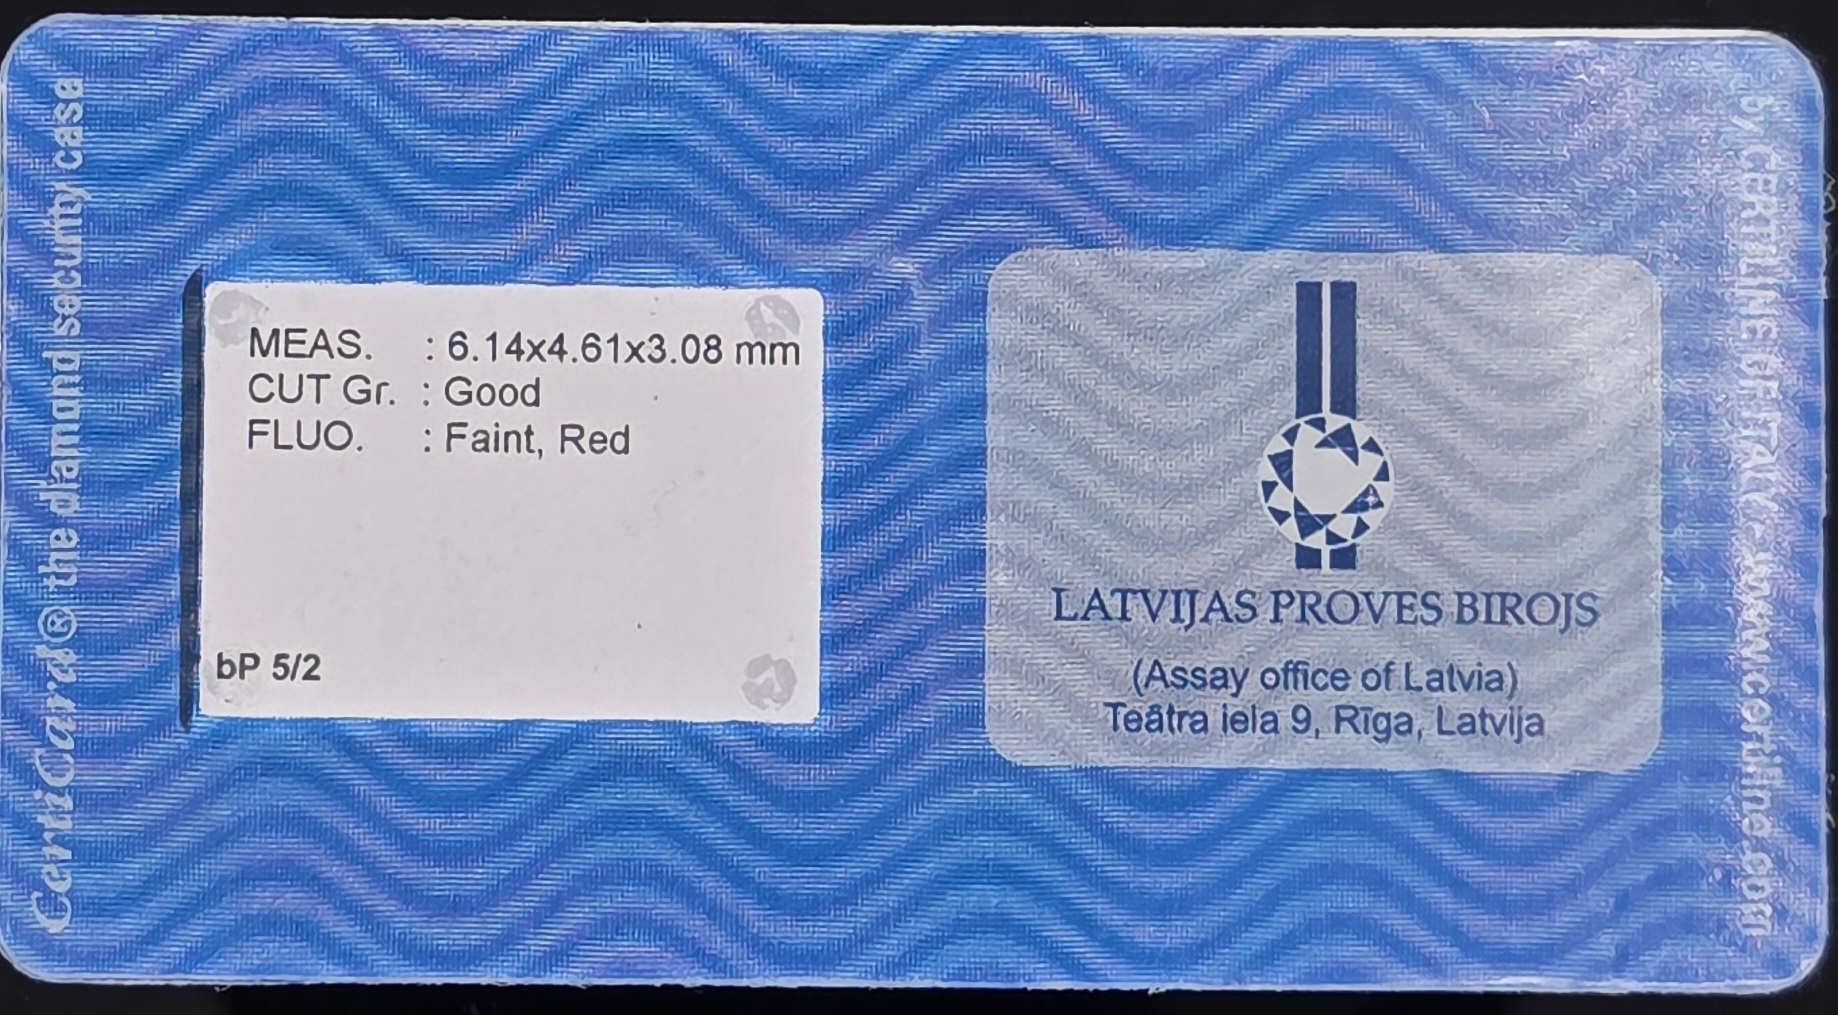 CertiCard® the diamond security case
MEAS. : 6.14x4.61x3.08 mm
CUT Gr. : Good
FLUO. : Faint, Red
bP 5/2
LATVIJAS PROVES BIROJS
(Assay office of Latvia)
Teātra iela 9, Rīga, Latvija
by CERTILINE OF ITALY - www.certiline.com